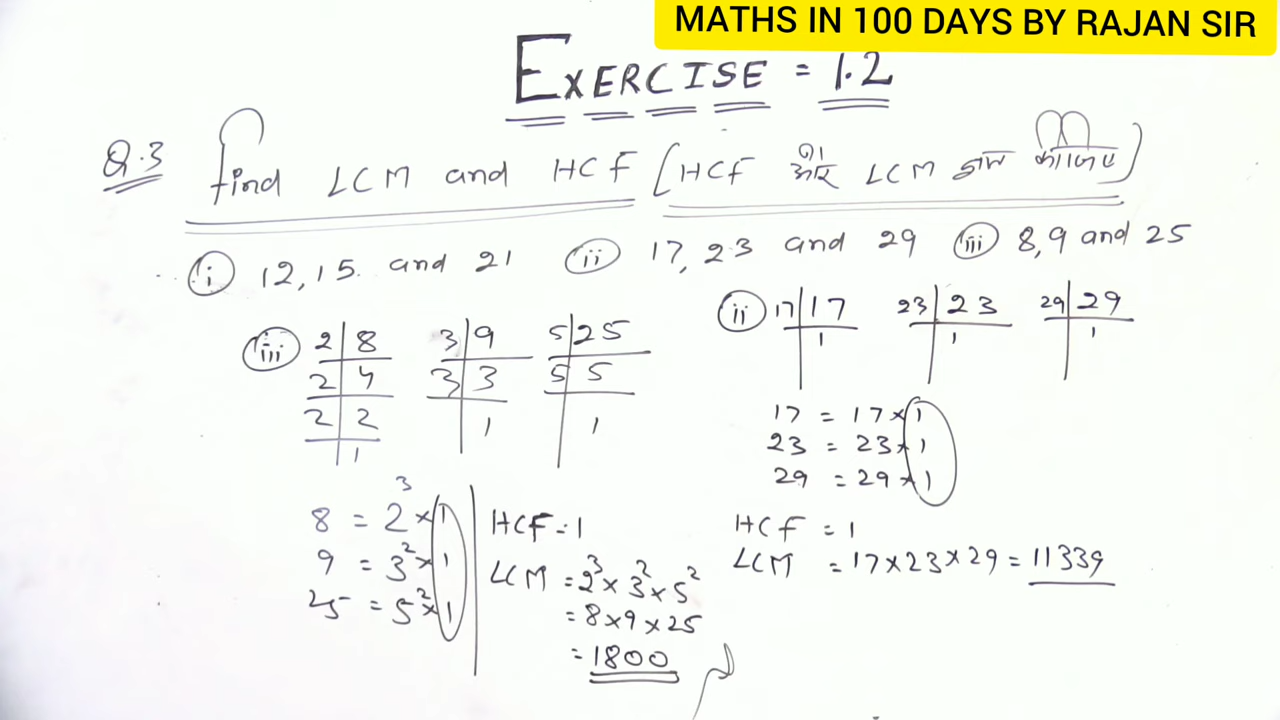 MATHS IN 100 DAYS BY RAJAN SIR
EXERCISE = 1.2
Q.3 find LCM and HCF [HCF और LCM ज्ञात कीजिए]
(i) 12, 15 and 21 (ii) 17, 23 and 29 (iii) 8, 9 and 25
(ii) 17 | 17 23 | 23 29 | 29
1 1 1
(iii) 2 | 8 3 | 9 5 | 25
2 | 4 3 | 3 5 | 5
2 | 2 1 1
1
17 = 17 × 1
23 = 23 × 1
29 = 29 × 1
HCF = 1
LCM = 17 × 23 × 29 = 11339
8 = 2³ × 1
9 = 3² × 1
25 = 5² × 1
HCF = 1
LCM = 2³ × 3² × 5²
= 8 × 9 × 25
= 1800